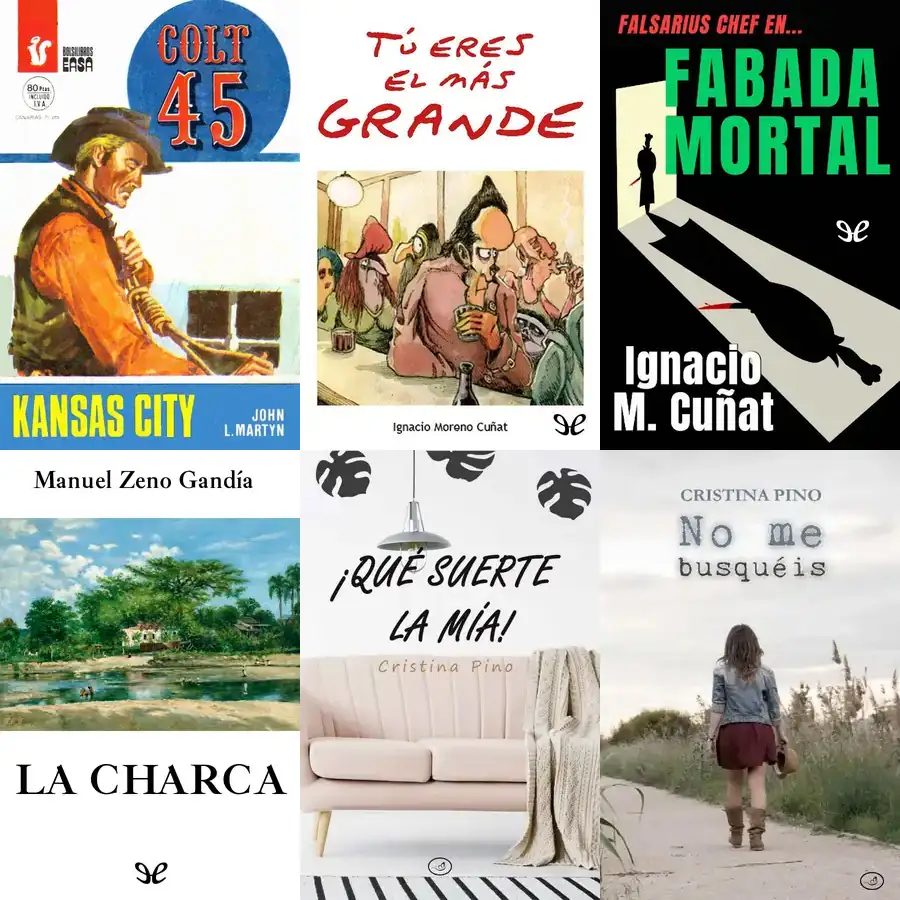 BOLSILIBROS
EASA
80 Ptas.
INCLUIDO
I.V.A.
COLT
45
KANSAS CITY
JOHN
L. MARTYN
TÚ ERES
EL MÁS
GRANDE
Ignacio Moreno Cuñat
FALSARIUS CHEF EN...
FABADA
MORTAL
Ignacio
M. Cuñat
Manuel Zeno Gandía
LA CHARCA
¡QUÉ SUERTE
LA MÍA!
Cristina Pino
CRISTINA PINO
No me
busquéis